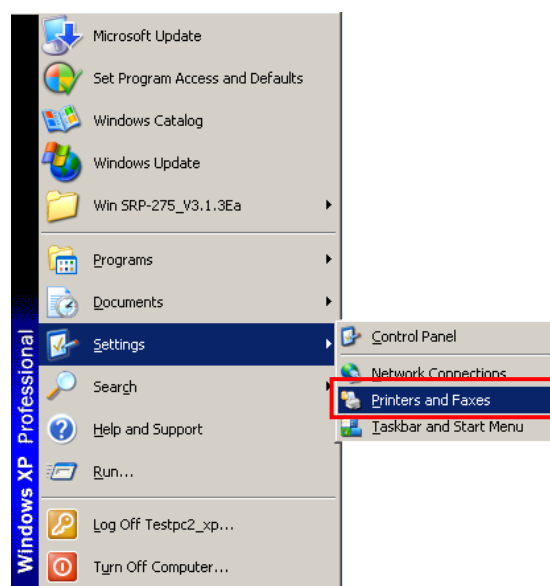 Microsoft Update
Set Program Access and Defaults
Windows Catalog
Windows Update
Win SRP-275_V3.1.3Ea
Programs
Documents
Settings
Search
Help and Support
Run...
Log Off Testpc2_xp...
Turn Off Computer...
Windows XP Professional
Control Panel
Network Connections
Printers and Faxes
Taskbar and Start Menu